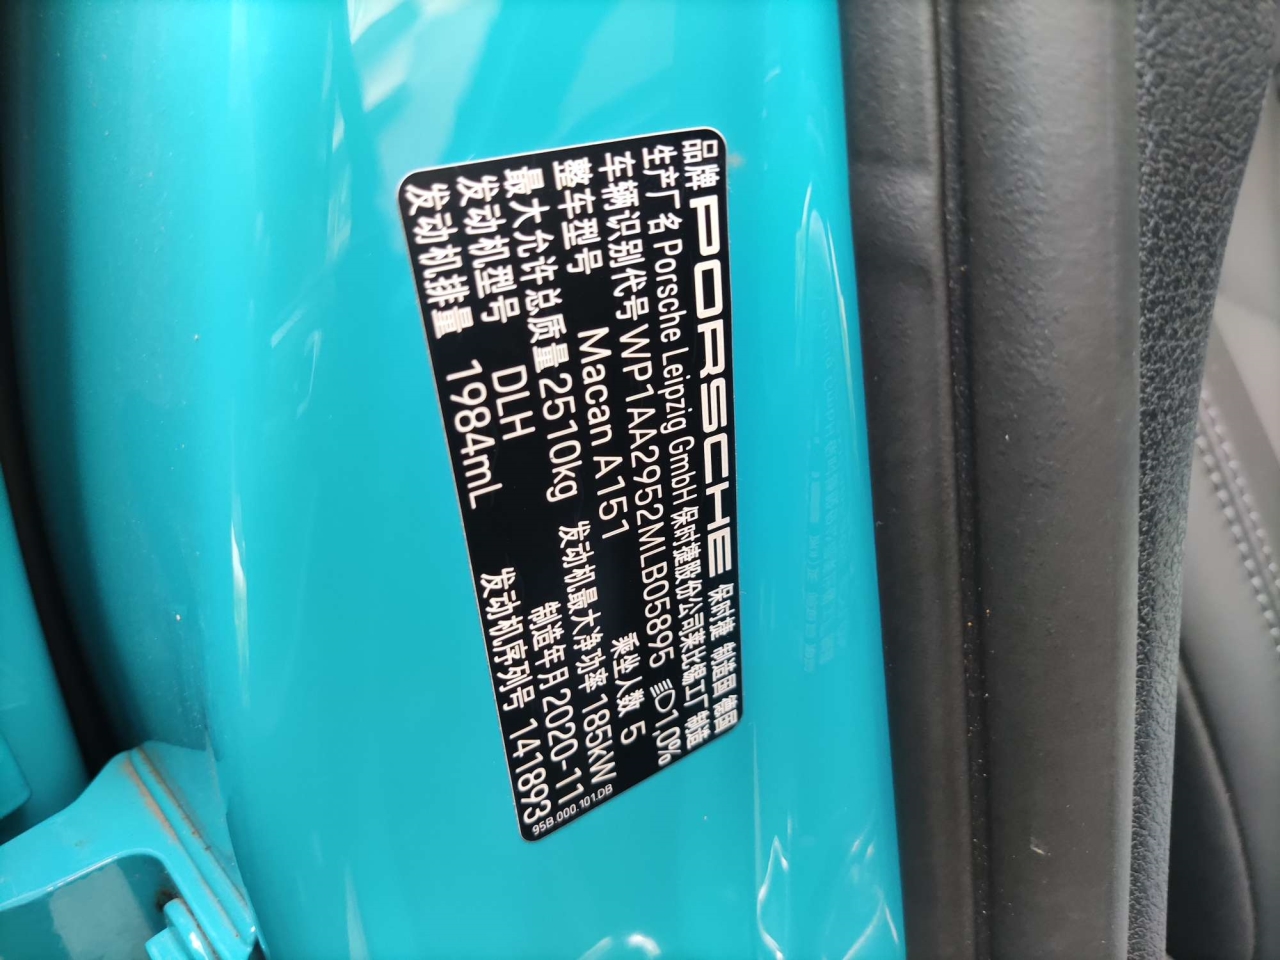 品牌 PORSCHE 保时捷 制造国 德国
生产厂名 Porsche Leipzig GmbH 保时捷股份公司莱比锡工厂 制造
车辆识别代号 WP1AA2952MLB05895 10%
整车型号 Macan A151 乘坐人数 5
最大允许总质量 2510kg 发动机最大净功率 185kW
发动机型号 DLH 制造年月 2020-11
发动机排量 1984mL 发动机序列号 141893
95B.000.101.DB